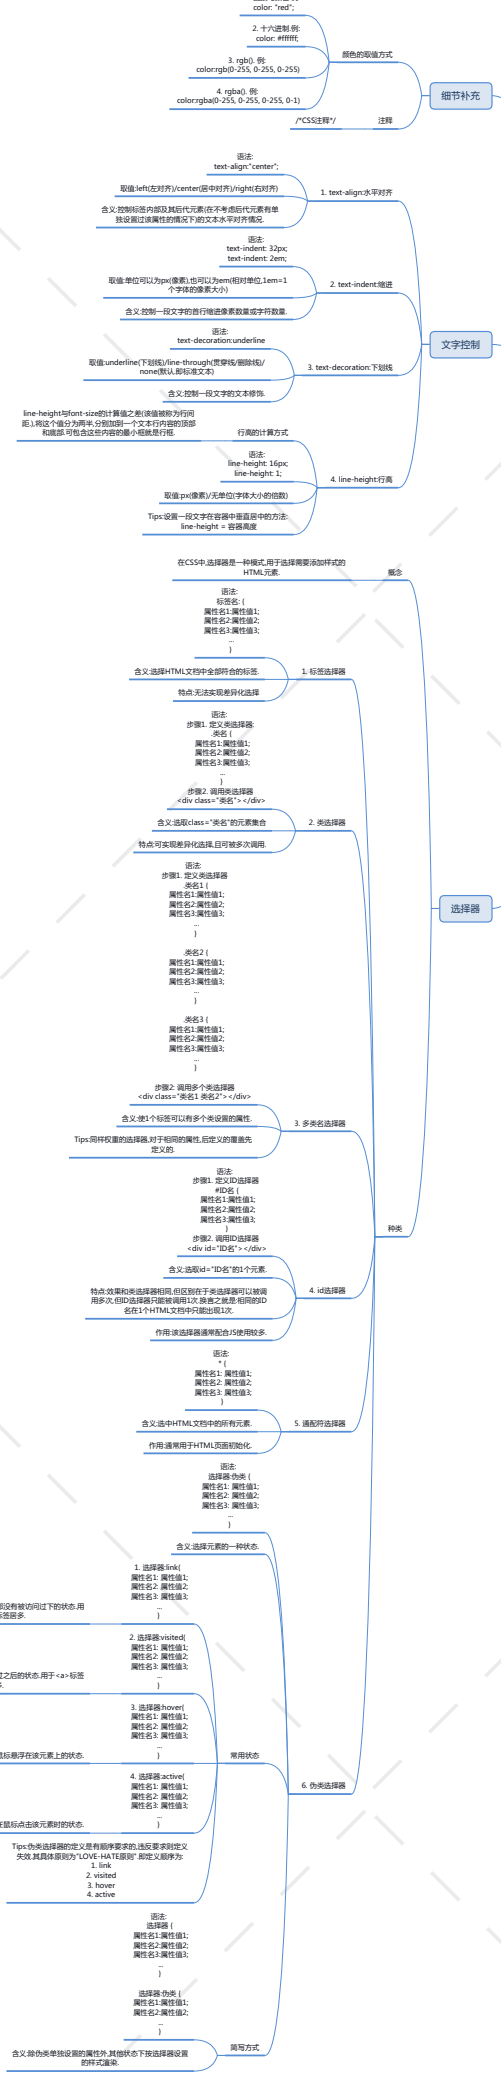 color: "red";
2. 十六进制.例:
color: #ffffff;
3. rgb(). 例:
color:rgb(0-255, 0-255, 0-255)
4. rgba(). 例:
color:rgba(0-255, 0-255, 0-255, 0-1)
颜色的取值方式
/*CSS注释*/
注释
细节补充
语法:
text-align:"center";
取值:left(左对齐)/center(居中对齐)/right(右对齐)
含义:控制标签内部及其后代元素(在不考虑后代元素有单
独设置过该属性的情况下)的文本水平对齐情况.
1. text-align:水平对齐
语法:
text-indent: 32px;
text-indent: 2em;
取值:单位可以为px(像素),也可以为em(相对单位,1em=1
个字体的像素大小)
含义:控制一段文字的首行缩进像素数量或字符数量.
2. text-indent:缩进
语法:
text-decoration:underline
取值:underline(下划线)/line-through(贯穿线/删除线)/
none(默认,即标准文本)
含义:控制一段文字的文本修饰.
3. text-decoration:下划线
文字控制
line-height与font-size的计算值之差(该值被称为行间
距,),将这个值分为两半,分别加到一个文本行内容的顶部
和底部.可包含这些内容的最小框就是行框.
行高的计算方式
语法:
line-height: 16px;
line-height: 1;
取值:px(像素)/无单位(字体大小的倍数)
Tips:设置一段文字在容器中垂直居中的方法:
line-height = 容器高度
4. line-height:行高
在CSS中,选择器是一种模式,用于选择需要添加样式的
HTML元素.
概念
语法:
标签名: {
属性名1:属性值1;
属性名2:属性值2;
属性名3:属性值3;
...
}
含义:选择HTML文档中全部符合的标签.
特点:无法实现差异化选择
1. 标签选择器
语法:
步骤1. 定义类选择器:
.类名 {
属性名1:属性值1;
属性名2:属性值2;
属性名3:属性值3;
...
}
步骤2. 调用类选择器
<div class="类名"></div>
含义:选取class="类名"的元素集合
特点:可实现差异化选择,且可被多次调用.
2. 类选择器
语法:
步骤1. 定义类选择器
.类名1 {
属性名1:属性值1;
属性名2:属性值2;
属性名3:属性值3;
...
}
.类名2 {
属性名1:属性值1;
属性名2:属性值2;
属性名3:属性值3;
...
}
.类名3 {
属性名1:属性值1;
属性名2:属性值2;
属性名3:属性值3;
...
}
步骤2: 调用多个类选择器
<div class="类名1 类名2"></div>
含义:使1个标签可以有多个类设置的属性.
Tips:同样权重的选择器,对于相同的属性,后定义的覆盖先
定义的.
3. 多类名选择器
选择器
语法:
步骤1. 定义ID选择器
#ID名 {
属性名1:属性值1;
属性名2:属性值2;
属性名3:属性值3;
}
步骤2. 调用ID选择器
<div id="ID名"></div>
含义:选取id="ID名"的1个元素.
特点:效果和类选择器相同,但区别在于类选择器可以被调
用多次,但ID选择器只能被调用1次.换言之就是:相同的ID
名在1个HTML文档中只能出现1次.
作用:该选择器通常配合JS使用较多.
4. id选择器
种类
语法:
* {
属性名1: 属性值1;
属性名2: 属性值2;
属性名3: 属性值3;
}
含义:选中HTML文档中的所有元素.
作用:通常用于HTML页面初始化.
5. 通配符选择器
语法:
选择器:伪类 {
属性名1: 属性值1;
属性名2: 属性值2;
属性名3: 属性值3;
...
}
含义:选择元素的一种状态.
1. 选择器:link{
属性名1: 属性值1;
属性名2: 属性值2;
属性名3: 属性值3;
...
}
没有被访问过下的状态.用
标签居多.
2. 选择器:visited{
属性名1: 属性值1;
属性名2: 属性值2;
属性名3: 属性值3;
...
}
过之后的状态.用于<a>标签
3. 选择器:hover{
属性名1: 属性值1;
属性名2: 属性值2;
属性名3: 属性值3;
...
}
鼠标悬浮在该元素上的状态.
4. 选择器:active{
属性名1: 属性值1;
属性名2: 属性值2;
属性名3: 属性值3;
...
}
在鼠标点击该元素时的状态.
常用状态
Tips:伪类选择器的定义是有顺序要求的,违反要求则定义
失效.其具体原则为"LOVE-HATE原则".即定义顺序为:
1. link
2. visited
3. hover
4. active
6. 伪类选择器
语法:
选择器 {
属性名1:属性值1;
属性名2:属性值2;
属性名3:属性值3;
...
}
选择器:伪类 {
属性名1:属性值1;
属性名2:属性值2;
...
}
含义:除伪类单独设置的属性外,其他状态下按选择器设置
的样式渲染.
简写方式